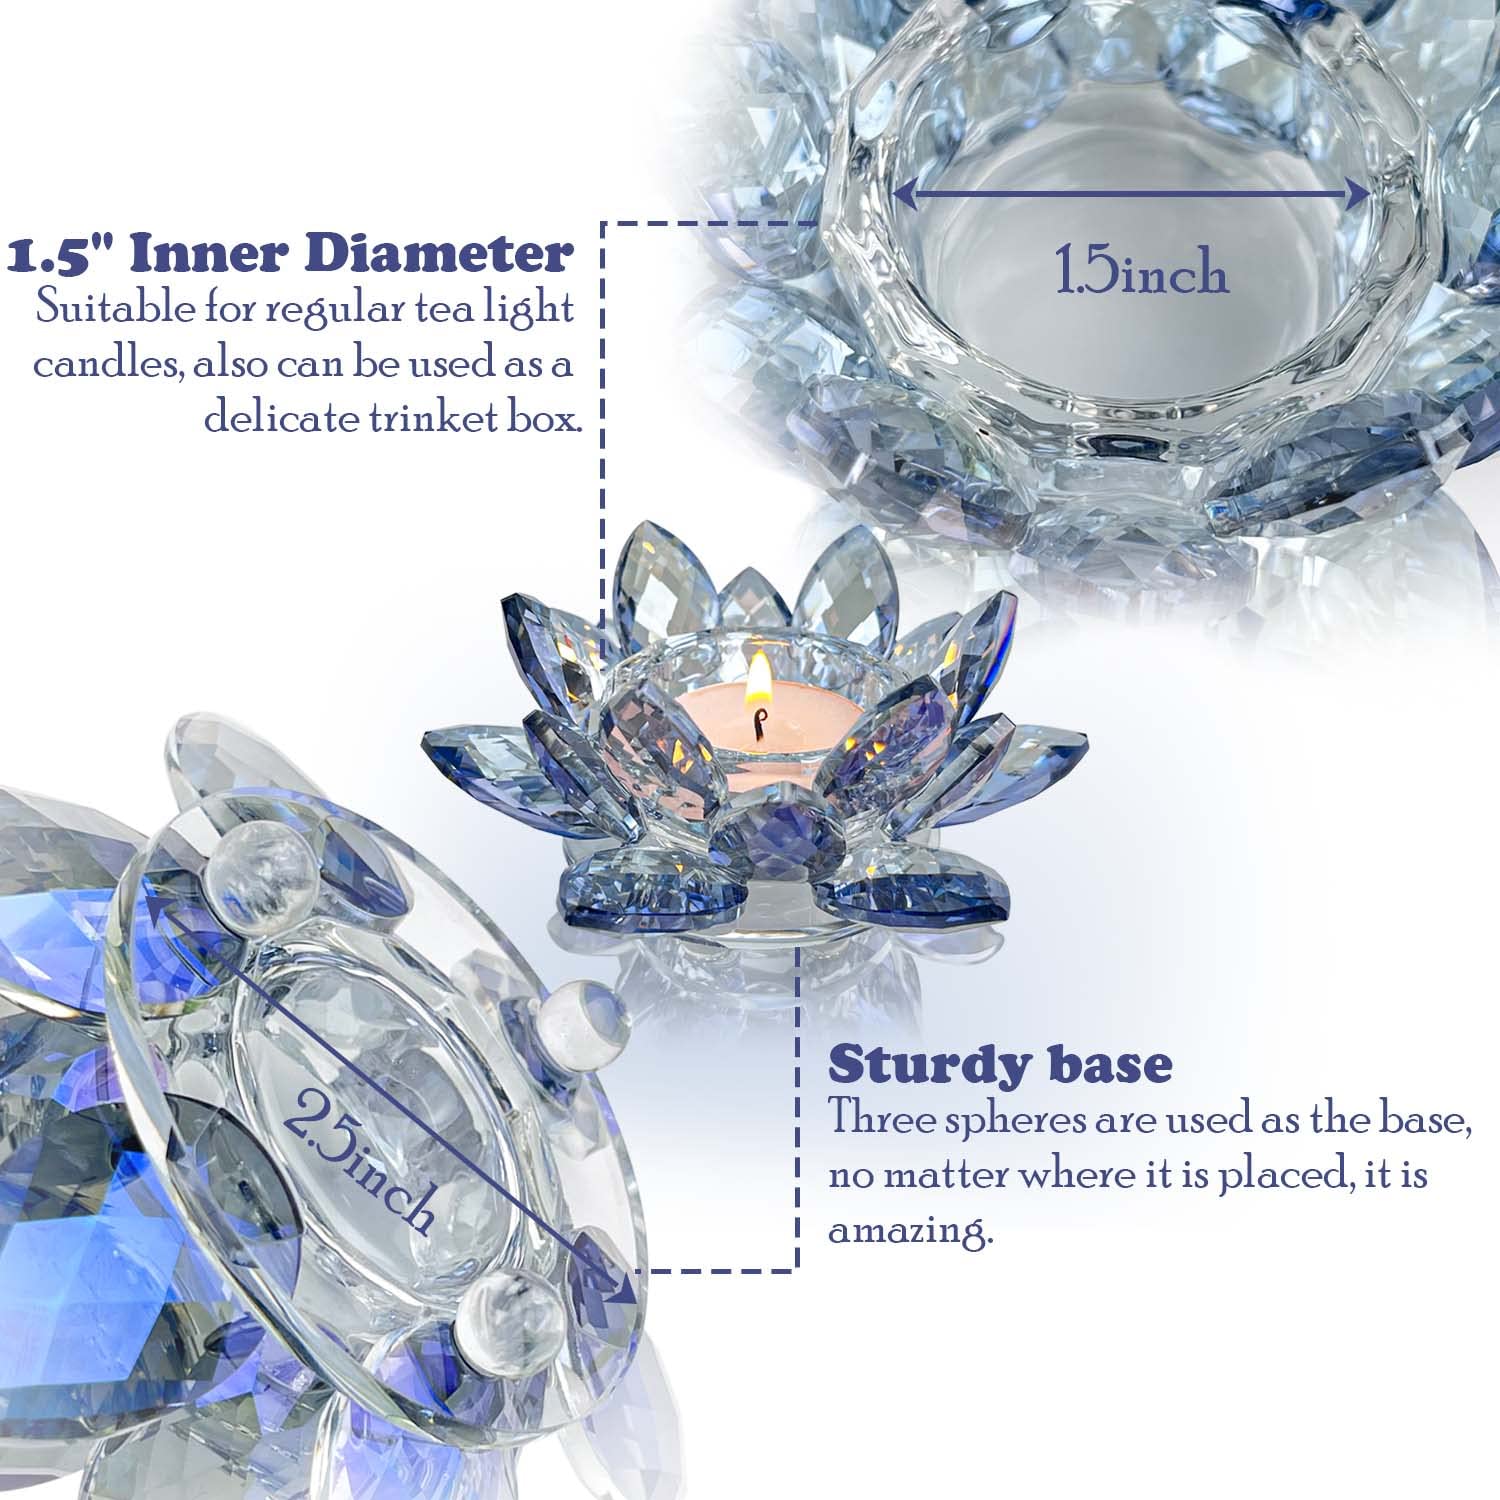 1.5" Inner Diameter
Suitable for regular tea light
candles, also can be used as a
delicate trinket box.
1.5inch
2.5inch
Sturdy base
Three spheres are used as the base,
no matter where it is placed, it is
amazing.